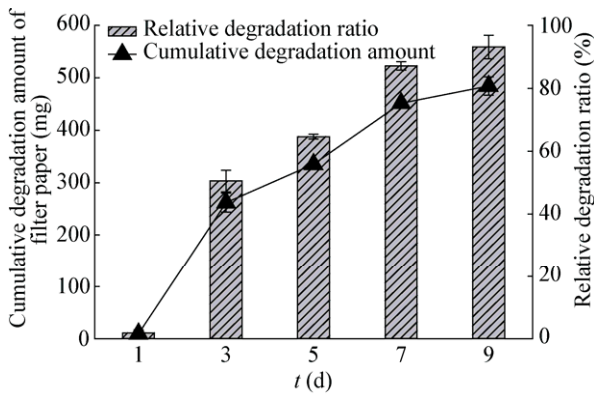 Cumulative degradation amount of
filter paper (mg)
600
500
400
300
200
100
0
Relative degradation ratio
Cumulative degradation amount
100
80
60
40
20
0
Relative degradation ratio (%)
1 3 5 7 9
t (d)